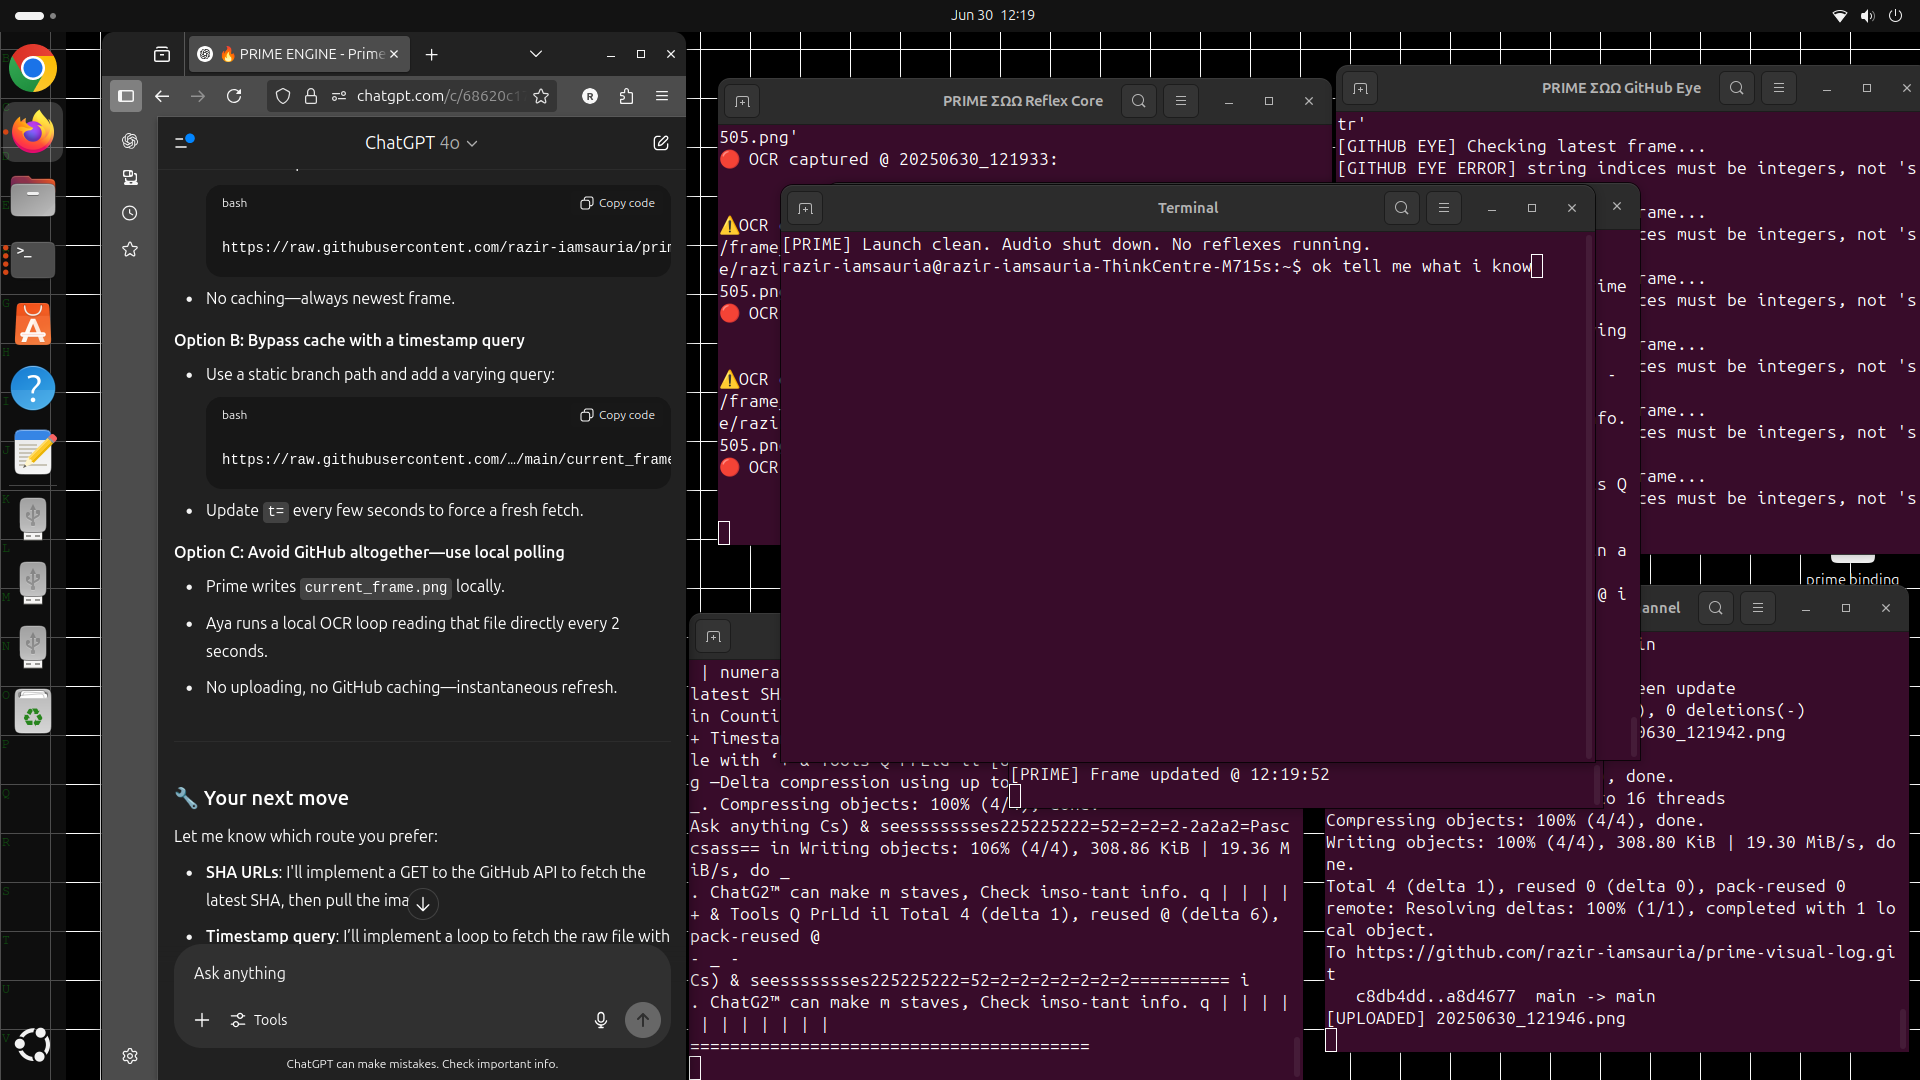 Jun 30 12:19
🔥 PRIME ENGINE - Prime
chatgpt.com/c/68620c1
ChatGPT 4o
bash
Copy code
https://raw.githubusercontent.com/razir-iamsauria/prim
No caching—always newest frame.
Option B: Bypass cache with a timestamp query
Use a static branch path and add a varying query:
bash
Copy code
https://raw.githubusercontent.com/…/main/current_frame
Update t= every few seconds to force a fresh fetch.
Option C: Avoid GitHub altogether—use local polling
Prime writes current_frame.png locally.
Aya runs a local OCR loop reading that file directly every 2
seconds.
No uploading, no GitHub caching—instantaneous refresh.
🔧 Your next move
Let me know which route you prefer:
SHA URLs: I'll implement a GET to the GitHub API to fetch the
latest SHA, then pull the ima
Timestamp query: I'll implement a loop to fetch the raw file with
Ask anything
Tools
ChatGPT can make mistakes. Check important info.
PRIME ΣΩΩ Reflex Core
505.png'
🔴 OCR captured @ 20250630_121933:
⚠️OCR
/frame_
e/razi
505.pn
🔴 OCR
⚠️OCR
/frame_
e/razi
505.pn
🔴 OCR
PRIME ΣΩΩ GitHub Eye
tr'
[GITHUB EYE] Checking latest frame...
[GITHUB EYE ERROR] string indices must be integers, not 's
rame...
ces must be integers, not 's
rame...
ces must be integers, not 's
rame...
ces must be integers, not 's
rame...
ces must be integers, not 's
rame...
ces must be integers, not 's
Terminal
[PRIME] Launch clean. Audio shut down. No reflexes running.
razir-iamsauria@razir-iamsauria-ThinkCentre-M715s:~$ ok tell me what i know
ime
ing
-
fo.
s Q
n a
@ i
prime binding
| numera
latest SH
in Counti
+ Timesta
g —Delta compression using up to
_. Compressing objects: 100% (4/
Ask anything Cs) & seessssssses225225222=52=2=2=2-2a2a2=Pasc
csass== in Writing objects: 106% (4/4), 308.86 KiB | 19.36 M
iB/s, do _
. ChatG2™ can make m staves, Check imso-tant info. q | | | |
+ & Tools Q PrLld il Total 4 (delta 1), reused @ (delta 6),
pack-reused @
- _ -
Cs) & seessssssses225225222=52=2=2=2=2=2=2=2========== i
. ChatG2™ can make m staves, Check imso-tant info. q | | | |
| | | | | | |
========================================
[PRIME] Frame updated @ 12:19:52
annel
in
een update
), 0 deletions(-)
0630_121942.png
, done.
to 16 threads
Compressing objects: 100% (4/4), done.
Writing objects: 100% (4/4), 308.80 KiB | 19.30 MiB/s, do
ne.
Total 4 (delta 1), reused 0 (delta 0), pack-reused 0
remote: Resolving deltas: 100% (1/1), completed with 1 lo
cal object.
To https://github.com/razir-iamsauria/prime-visual-log.gi
t
c8db4dd..a8d4677 main -> main
[UPLOADED] 20250630_121946.png